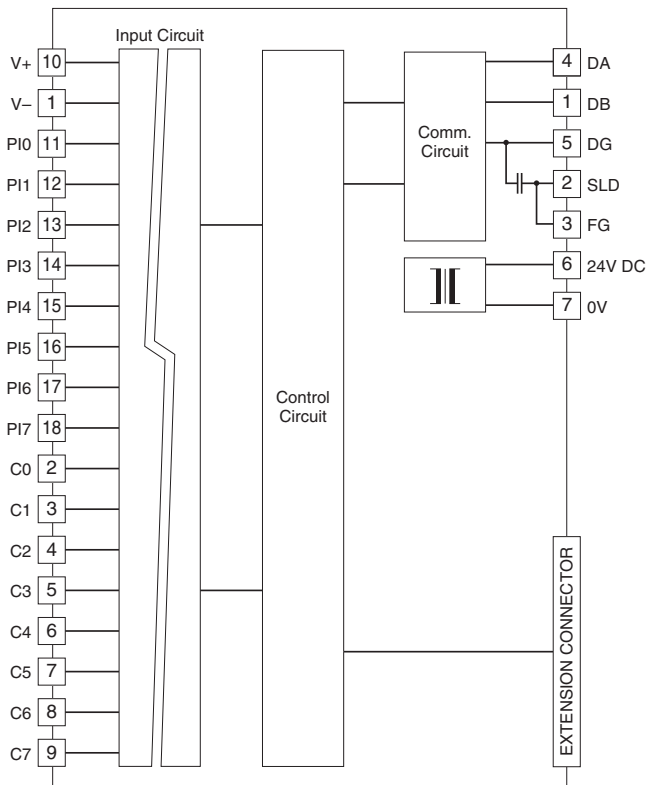 Input Circuit
V+ 10
V– 1
PI0 11
PI1 12
PI2 13
PI3 14
PI4 15
PI5 16
PI6 17
PI7 18
C0 2
C1 3
C2 4
C3 5
C4 6
C5 7
C6 8
C7 9
Control
Circuit
Comm.
Circuit
4 DA
1 DB
5 DG
2 SLD
3 FG
6 24V DC
7 0V
EXTENSION CONNECTOR